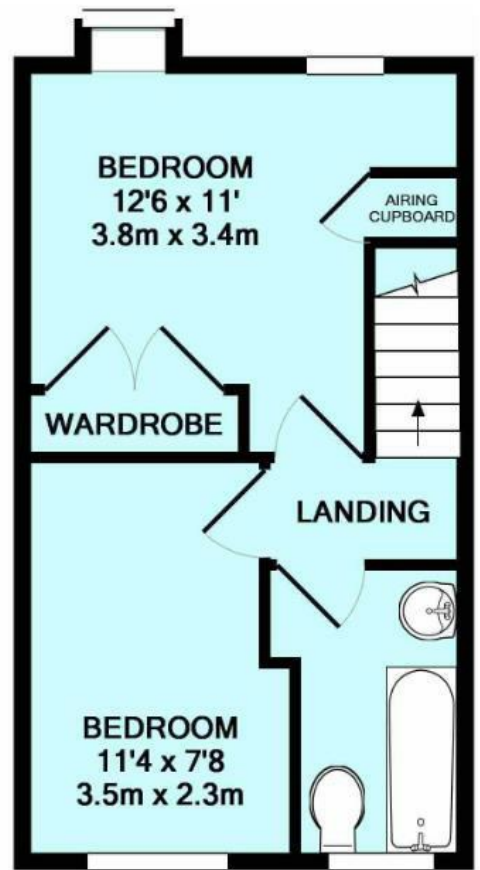 BEDROOM
12'6 x 11'
3.8m x 3.4m
AIRING
CUPBOARD
WARDROBE
LANDING
BEDROOM
11'4 x 7'8
3.5m x 2.3m